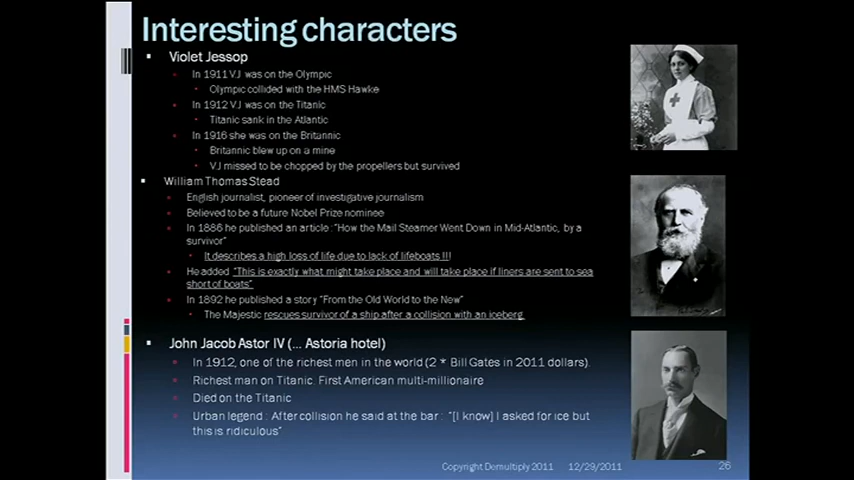 Interesting characters
Violet Jessop
In 1911 V.J was on the Olympic
Olympic collided with the HMS Hawke
In 1912 V.J was on the Titanic
Titanic sank in the Atlantic
In 1916 she was on the Britannic
Britannic blew up on a mine
V.J missed to be chopped by the propellers but survived
William Thomas Stead
English journalist, pioneer of investigative journalism
Believed to be a future Nobel Prize nominee
In 1886 he published an article : "How the Mail Steamer Went Down in Mid-Atlantic, by a
survivor"
It describes a high loss of life due to lack of lifeboats !!!
He added "This is exactly what might take place and will take place if liners are sent to sea
short of boats"
In 1892 he published a story "From the Old World to the New"
The Majestic rescues survivor of a ship after a collision with an iceberg
John Jacob Astor IV (... Astoria hotel)
In 1912, one of the richest men in the world (2 * Bill Gates in 2011 dollars).
Richest man on Titanic. First American multi-millionaire
Died on the Titanic
Urban legend : After collision he said at the bar : "[I know] I asked for ice but
this is ridiculous"
Copyright Demultiply 2011 12/29/2011 26